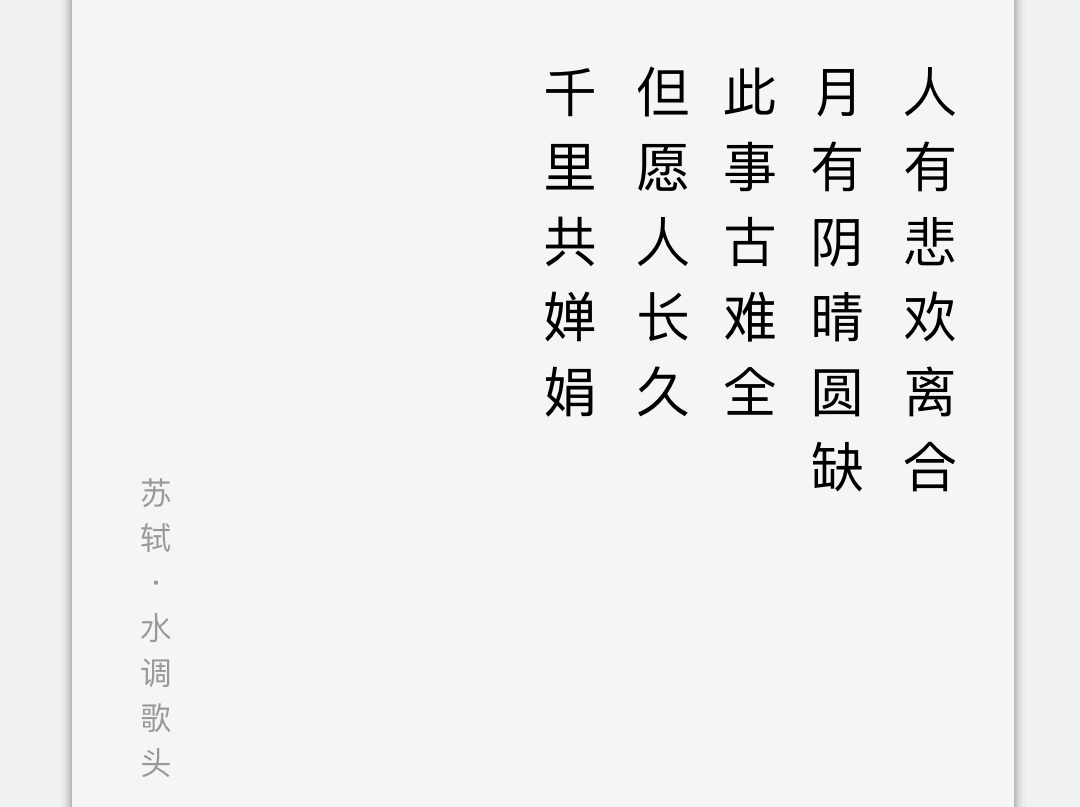 人有悲欢离合
月有阴晴圆缺
此事古难全
但愿人长久
千里共婵娟
苏轼·水调歌头